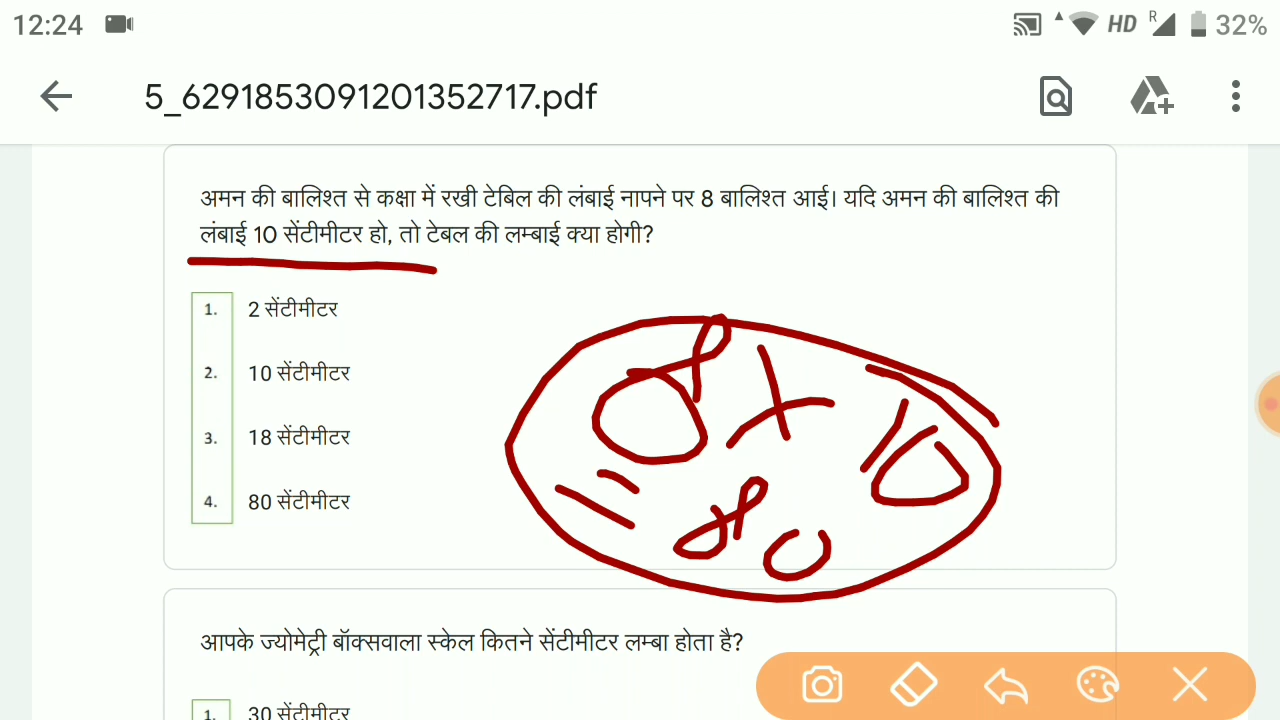 12:24 HD R 32%
5_6291853091201352717.pdf
अमन की बालिश्त से कक्षा में रखी टेबिल की लंबाई नापने पर 8 बालिश्त आई। यदि अमन की बालिश्त की
लंबाई 10 सेंटीमीटर हो, तो टेबल की लम्बाई क्या होगी?
1. 2 सेंटीमीटर
2. 10 सेंटीमीटर
3. 18 सेंटीमीटर
4. 80 सेंटीमीटर
8 × 10
= 80
आपके ज्योमेट्री बॉक्सवाला स्केल कितने सेंटीमीटर लम्बा होता है?
1. 30 सेंटीमीटर